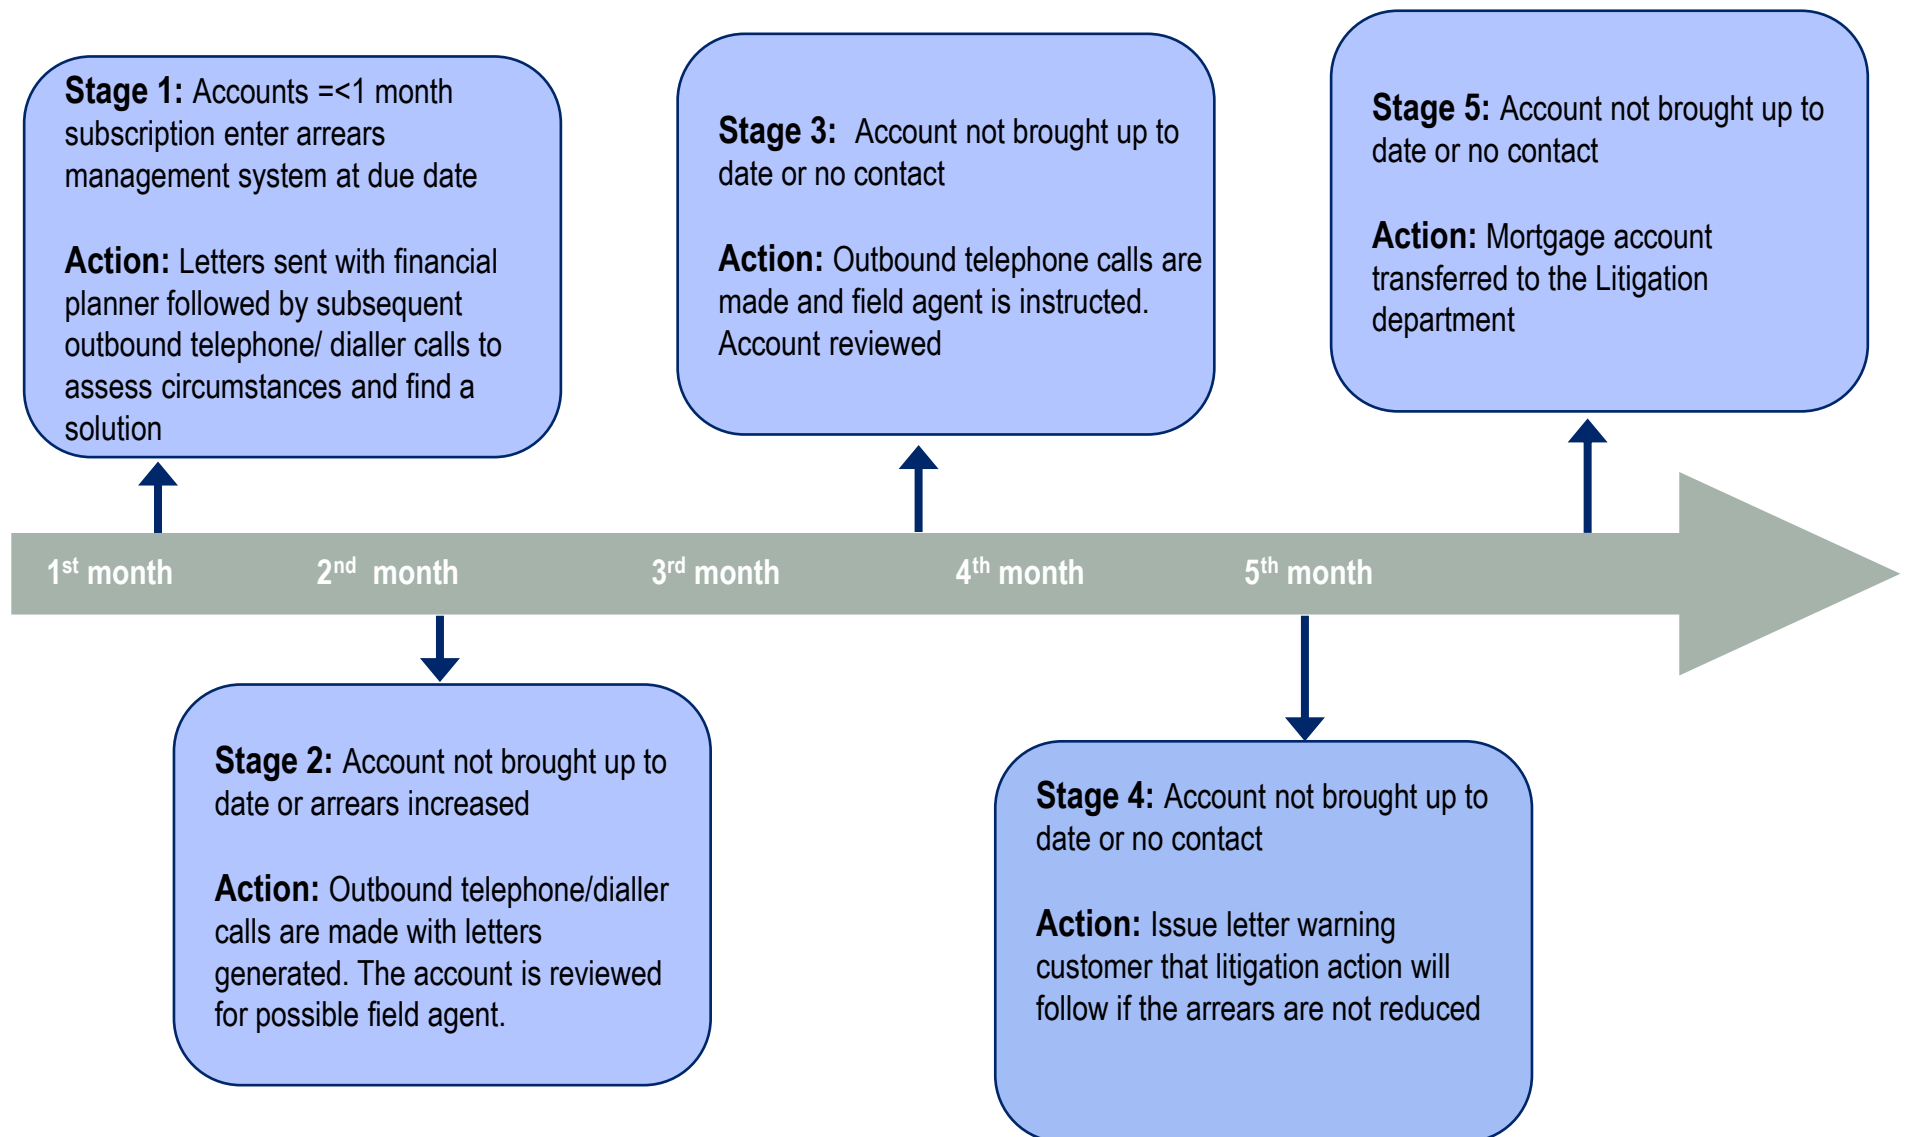 Stage 1: Accounts =<1 month
subscription enter arrears
management system at due date
Action: Letters sent with financial
planner followed by subsequent
outbound telephone/ dialler calls to
assess circumstances and find a
solution
Stage 3: Account not brought up to
date or no contact
Action: Outbound telephone calls are
made and field agent is instructed.
Account reviewed
Stage 5: Account not brought up to
date or no contact
Action: Mortgage account
transferred to the Litigation
department
1st month
2nd month
3rd month
4th month
5th month
Stage 2: Account not brought up to
date or arrears increased
Action: Outbound telephone/dialler
calls are made with letters
generated. The account is reviewed
for possible field agent.
Stage 4: Account not brought up to
date or no contact
Action: Issue letter warning
customer that litigation action will
follow if the arrears are not reduced